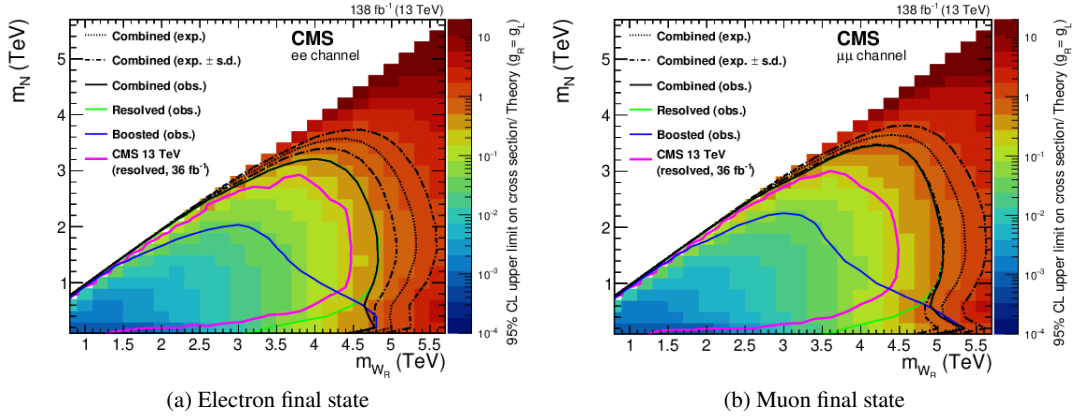 138 fb⁻¹ (13 TeV)
m_N (TeV)
5
4
3
2
1
Combined (exp.)
Combined (exp. ± s.d.)
Combined (obs.)
Resolved (obs.)
Boosted (obs.)
CMS 13 TeV
(resolved, 36 fb⁻¹)
CMS
ee channel
1 1.5 2 2.5 3 3.5 4 4.5 5 5.5
m_{W_R} (TeV)
10
1
10⁻¹
10⁻²
10⁻³
10⁻⁴
95% CL upper limit on cross section/ Theory (g_R = g_L)
(a) Electron final state
138 fb⁻¹ (13 TeV)
m_N (TeV)
5
4
3
2
1
Combined (exp.)
Combined (exp. ± s.d.)
Combined (obs.)
Resolved (obs.)
Boosted (obs.)
CMS 13 TeV
(resolved, 36 fb⁻¹)
CMS
μμ channel
1 1.5 2 2.5 3 3.5 4 4.5 5 5.5
m_{W_R} (TeV)
10
1
10⁻¹
10⁻²
10⁻³
10⁻⁴
95% CL upper limit on cross section/ Theory (g_R = g_L)
(b) Muon final state